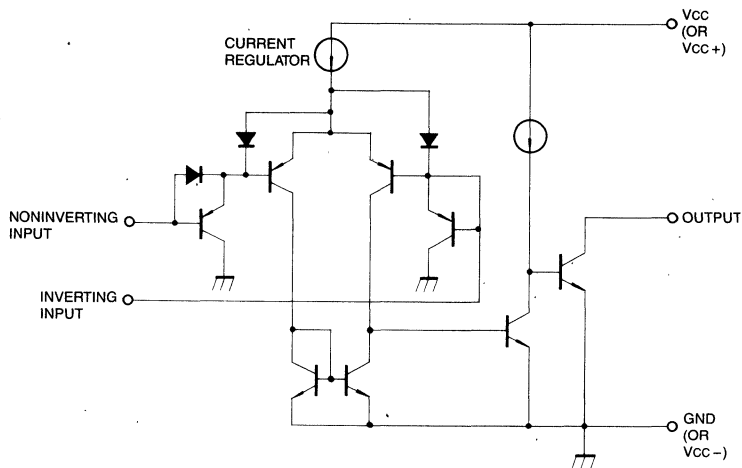 VCC
(OR
VCC+)
CURRENT
REGULATOR
NONINVERTING
INPUT
OUTPUT
INVERTING
INPUT
GND
(OR
VCC−)